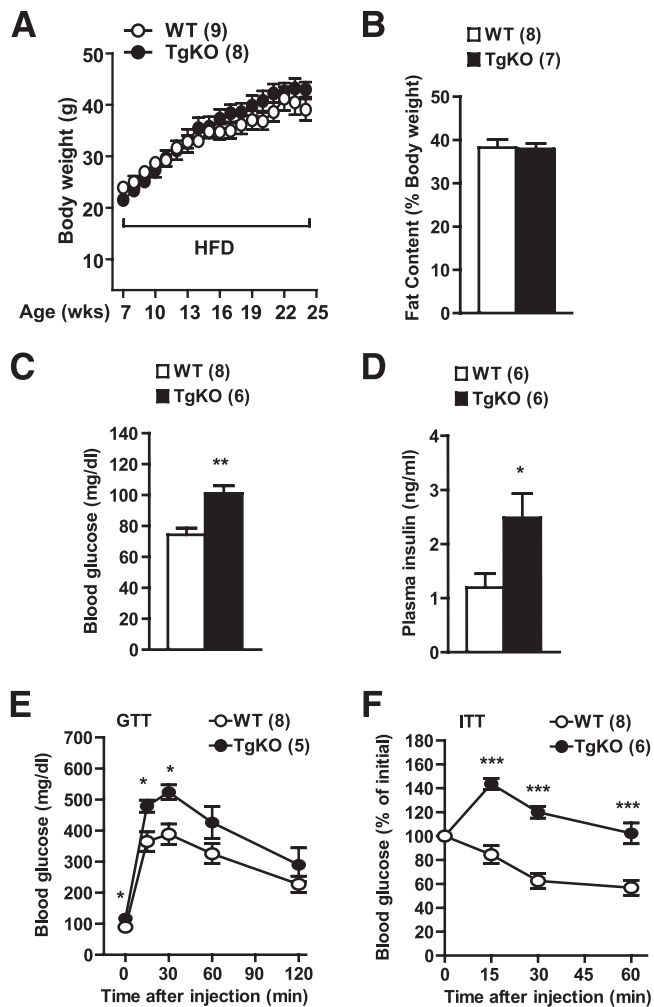 A
WT (9)
TgKO (8)
Body weight (g)
50
40
30
20
10
HFD
Age (wks) 7 10 13 16 19 22 25
B
WT (8)
TgKO (7)
Fat Content (% Body weight)
50
40
30
20
10
0
C
WT (8)
TgKO (6)
Blood glucose (mg/dl)
140
120
100
80
60
40
20
0
**
D
WT (6)
TgKO (6)
Plasma insulin (ng/ml)
4
3
2
1
0
*
E
GTT
WT (8)
TgKO (5)
Blood glucose (mg/dl)
700
600
500
400
300
200
100
0
* * *
0 30 60 90 120
Time after injection (min)
F
ITT
WT (8)
TgKO (6)
Blood glucose (% of initial)
180
160
140
120
100
80
60
40
20
0
*** *** ***
0 15 30 45 60
Time after injection (min)